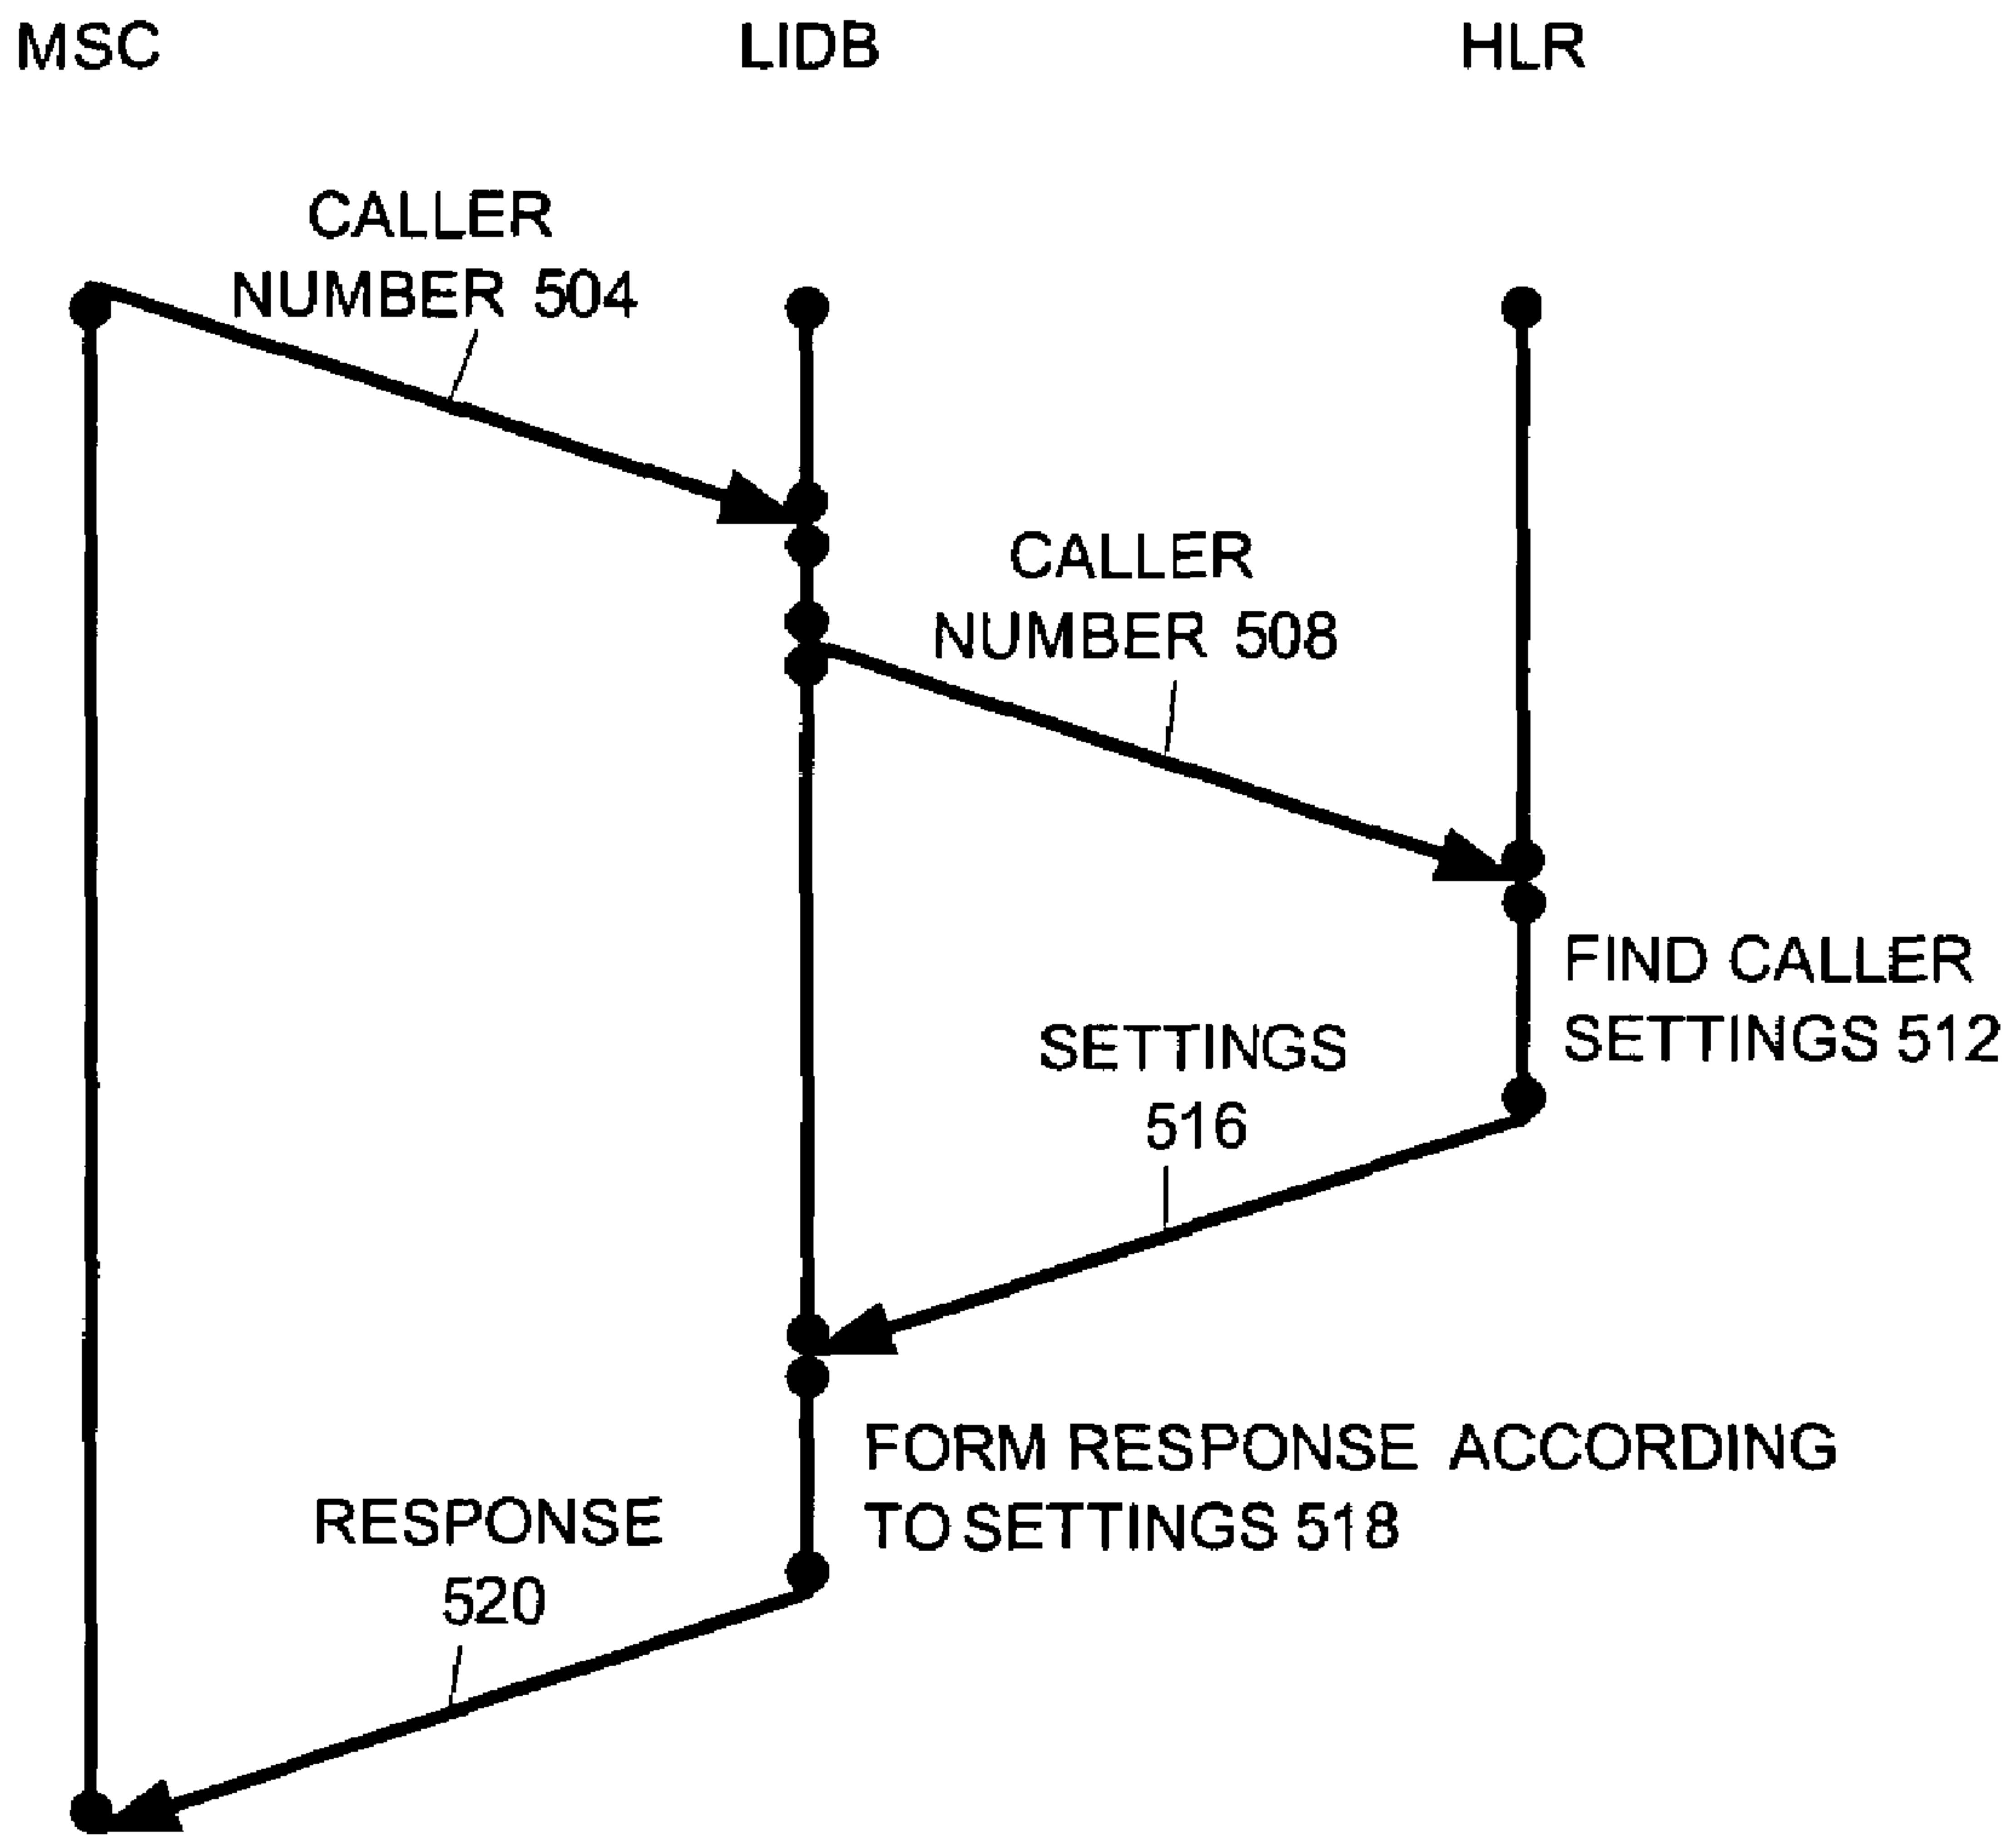 MSC LIDB HLR
CALLER
NUMBER 504
CALLER
NUMBER 508
FIND CALLER
SETTINGS 512
SETTINGS
516
FORM RESPONSE ACCORDING
TO SETTINGS 518
RESPONSE
520